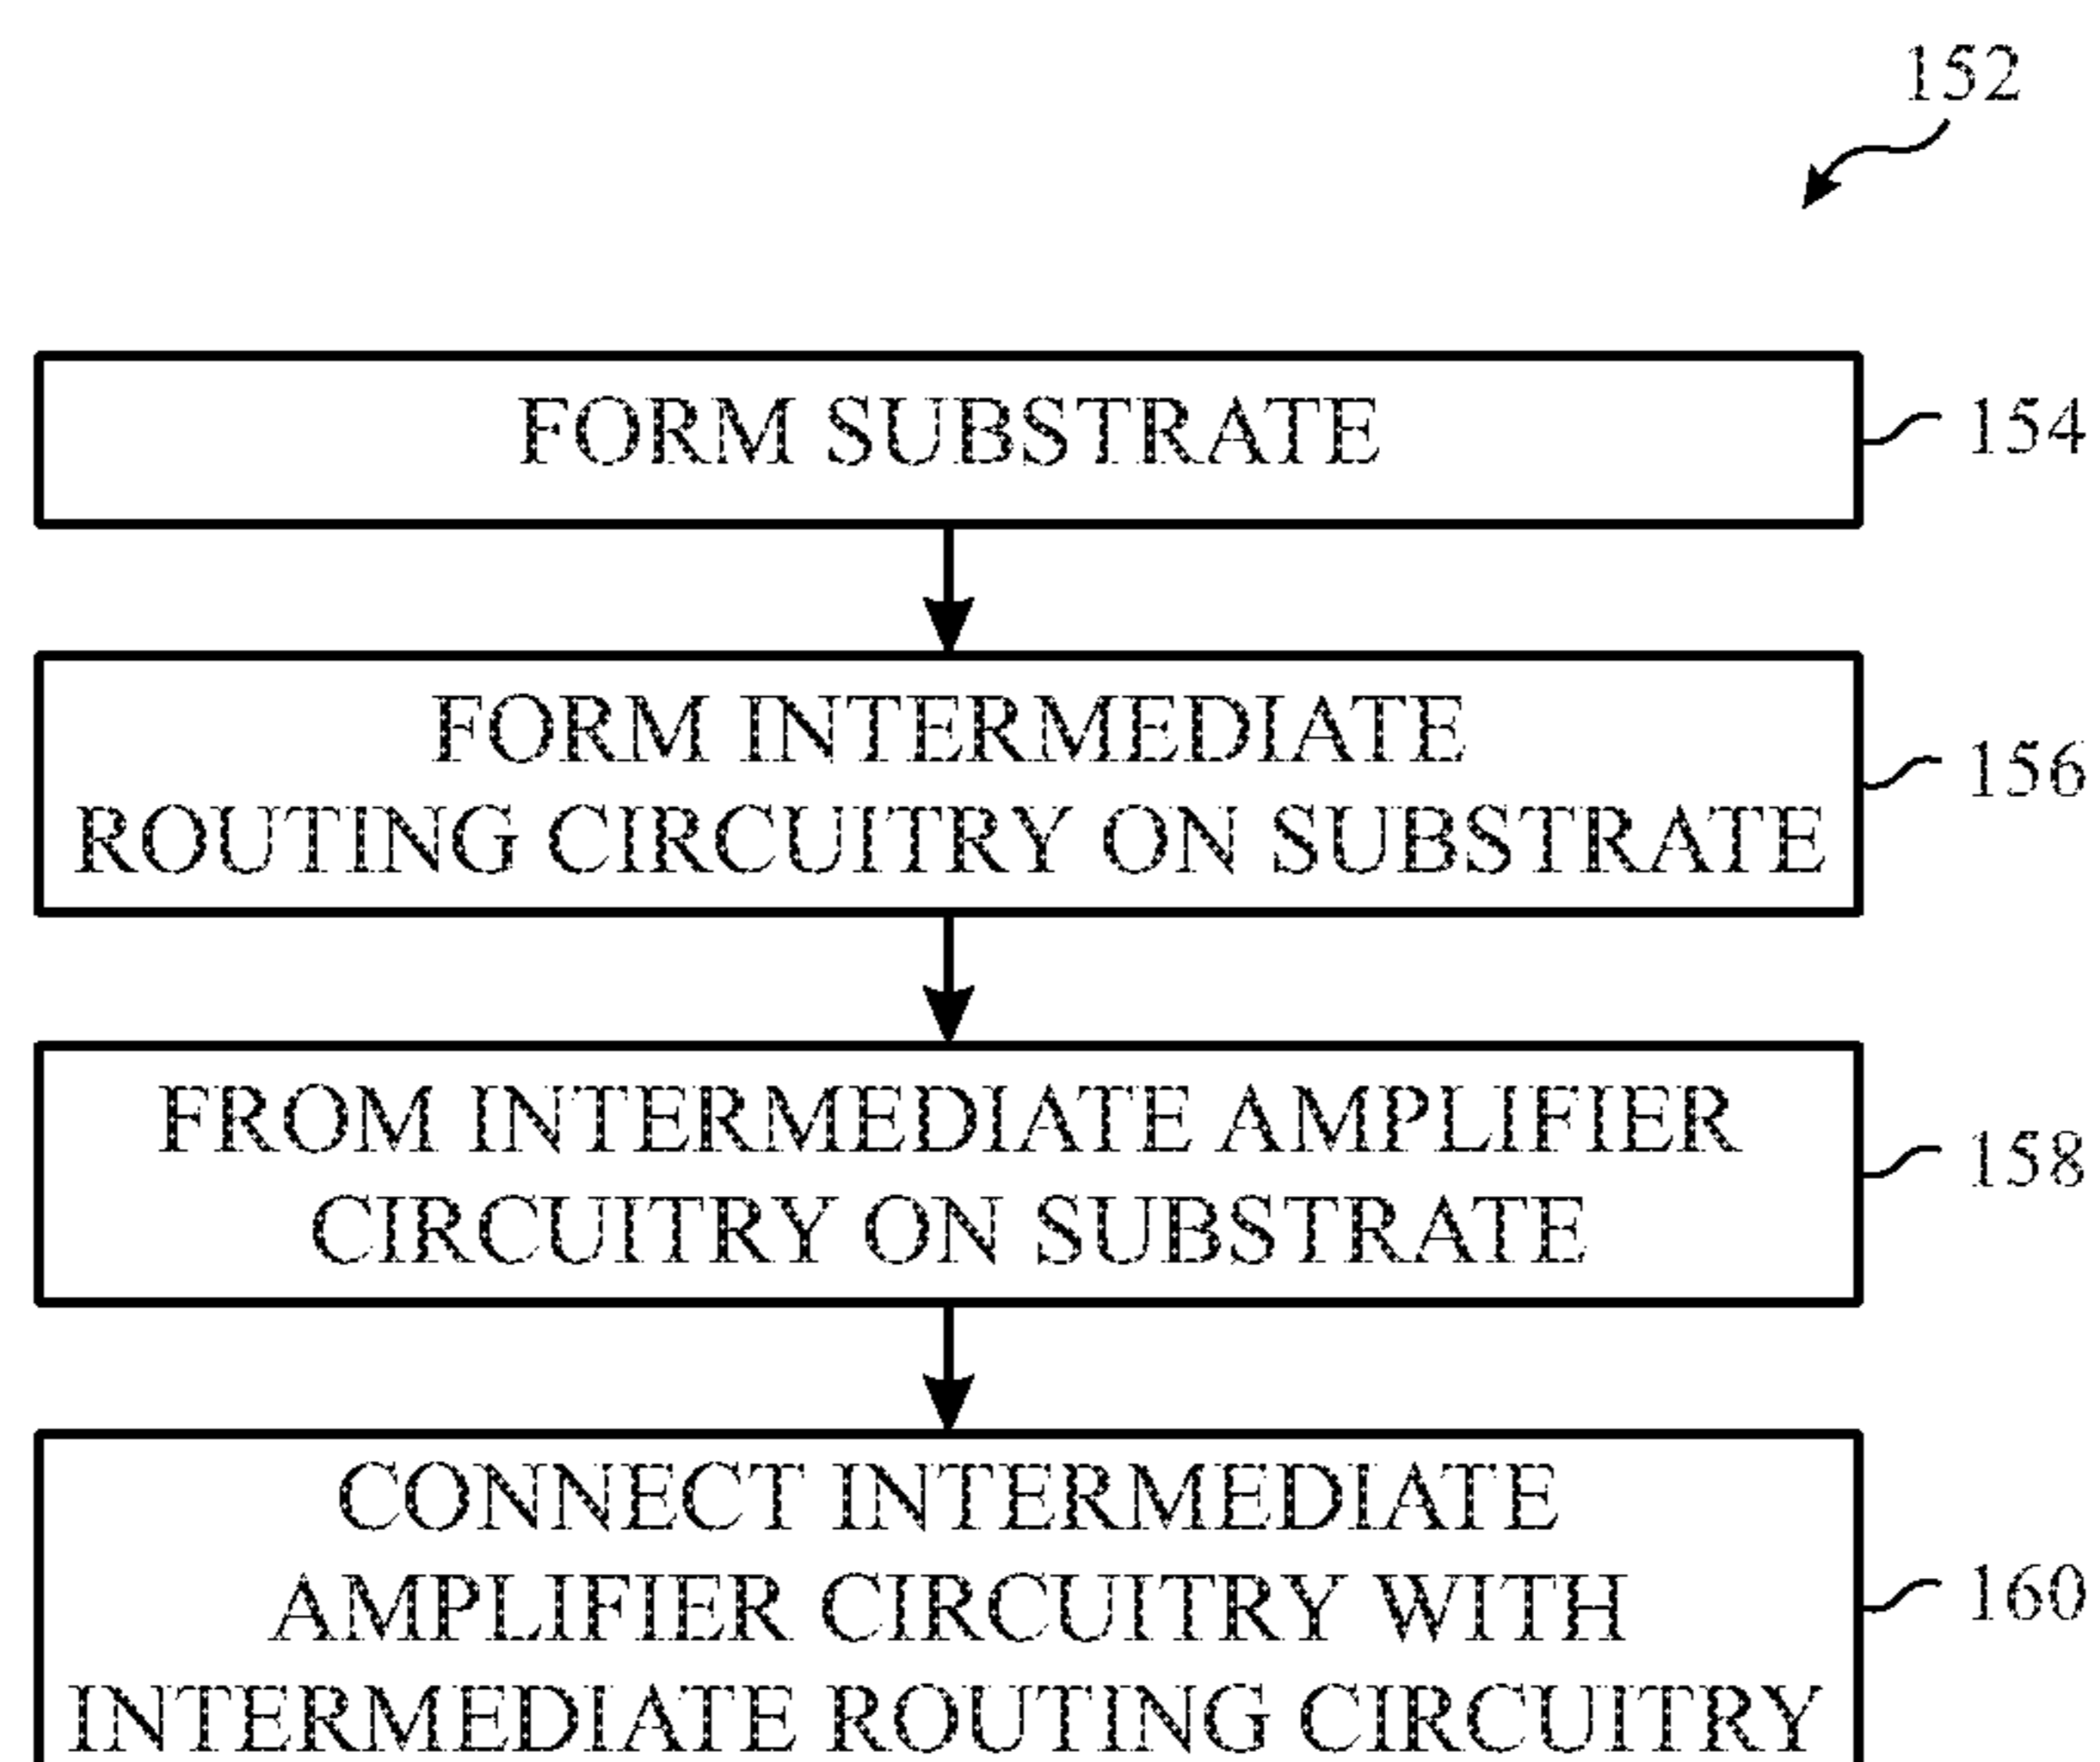 152
FORM SUBSTRATE
154
FORM INTERMEDIATE
ROUTING CIRCUITRY ON SUBSTRATE
156
FROM INTERMEDIATE AMPLIFIER
CIRCUITRY ON SUBSTRATE
158
CONNECT INTERMEDIATE
AMPLIFIER CIRCUITRY WITH
INTERMEDIATE ROUTING CIRCUITRY
160